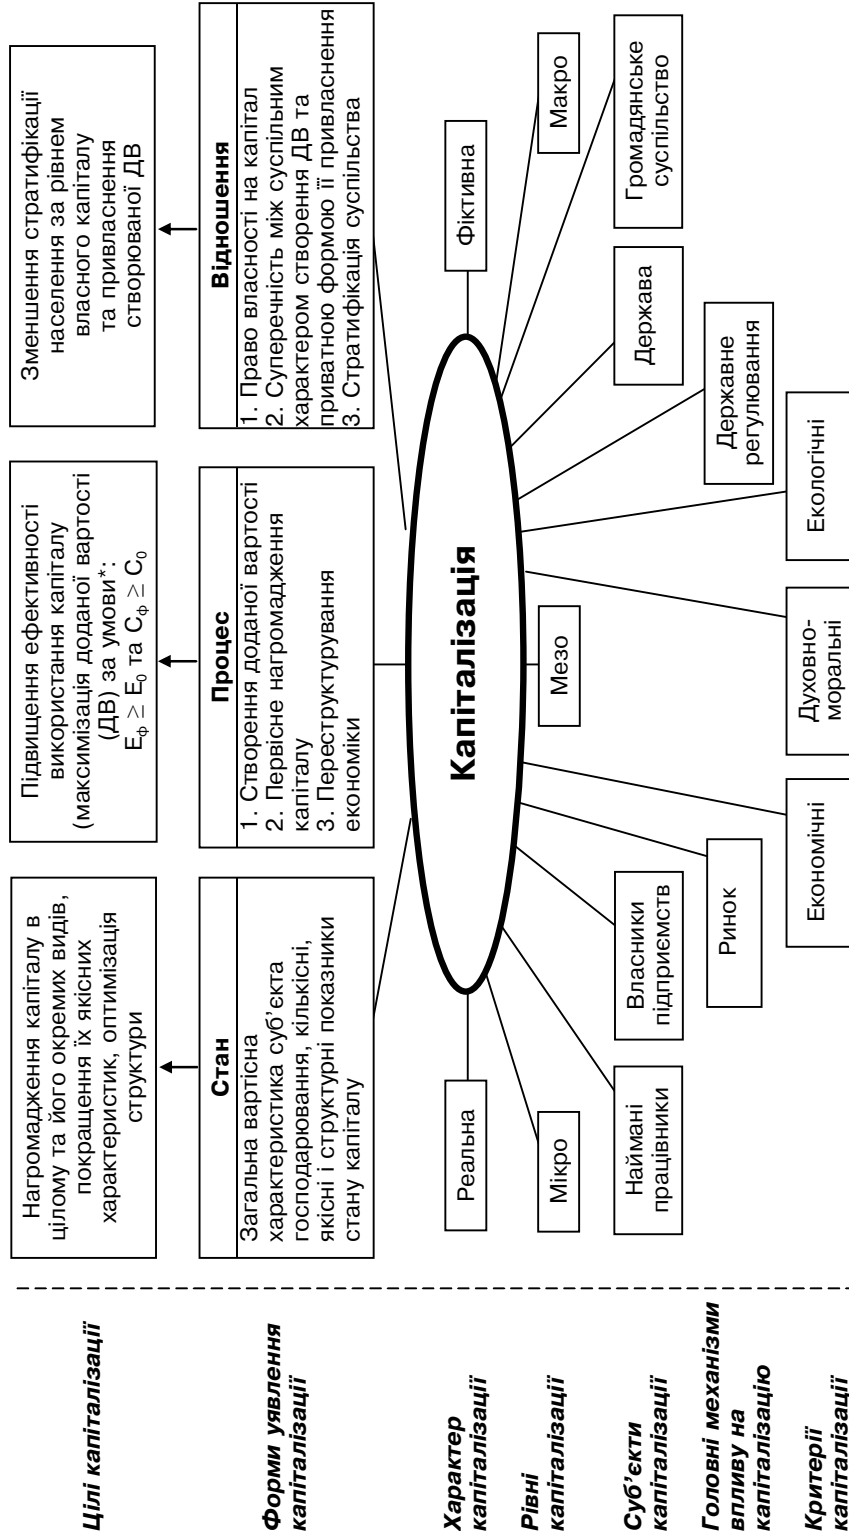 Цілі капіталізації
Нагромадження капіталу в
цілому та його окремих видів,
покращення їх якісних
характеристик, оптимізація
структури
Підвищення ефективності
використання капіталу
(максимізація доданої вартості
(ДВ) за умови*:
Eф ≥ E0 та Cф ≥ C0
Зменшення стратифікації
населення за рівнем
власного капіталу
та привласнення
створюваної ДВ
Форми уявлення
капіталізації
Стан
Загальна вартісна
характеристика суб’єкта
господарювання, кількісні,
якісні і структурні показники
стану капіталу
Процес
1. Створення доданої вартості
2. Первісне нагромадження
капіталу
3. Переструктурування
економіки
Відношення
1. Право власності на капітал
2. Суперечність між суспільним
характером створення ДВ та
приватною формою її привласнення
3. Стратифікація суспільства
Капіталізація
Характер
капіталізації
Реальна
Фіктивна
Рівні
капіталізації
Мікро
Мезо
Макро
Суб’єкти
капіталізації
Наймані
працівники
Власники
підприємств
Держава
Громадянське
суспільство
Головні механізми
впливу на
капіталізацію
Ринок
Державне
регулювання
Критерії
капіталізації
Економічні
Духовно-
моральні
Екологічні